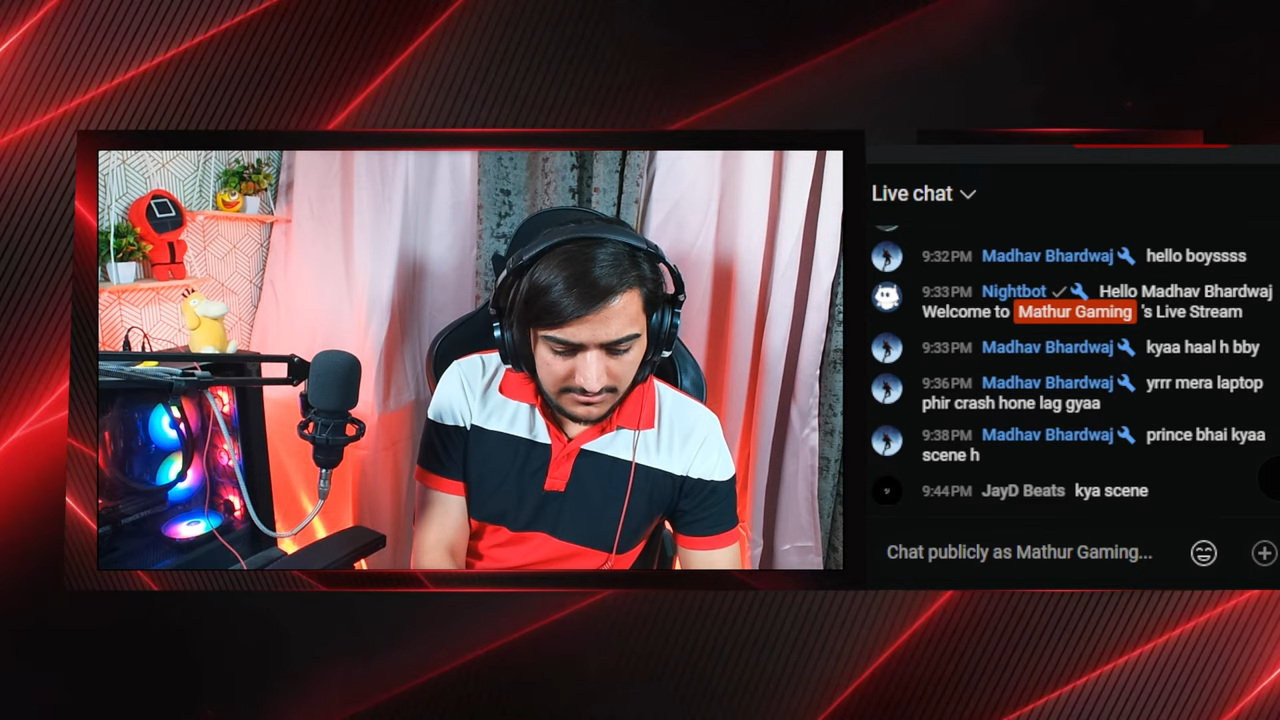 Live chat
9:32 PM Madhav Bhardwaj hello boyssss
9:33 PM Nightbot Hello Madhav Bhardwaj
Welcome to Mathur Gaming 's Live Stream
9:33 PM Madhav Bhardwaj kyaa haal h bby
9:36 PM Madhav Bhardwaj yrrr mera laptop
phir crash hone lag gyaa
9:38 PM Madhav Bhardwaj prince bhai kyaa
scene h
9:44 PM JayD Beats kya scene
Chat publicly as Mathur Gaming...